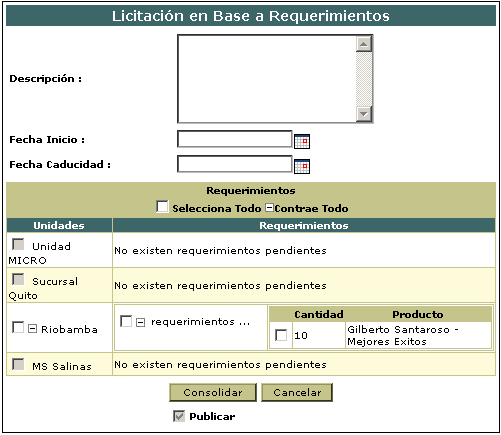 Licitación en Base a Requerimientos
Descripción :
Fecha Inicio :
Fecha Caducidad :
Requerimientos
Selecciona Todo Contrae Todo
Unidades Requerimientos
Unidad
MICRO
No existen requerimientos pendientes
Sucursal
Quito
No existen requerimientos pendientes
Riobamba
requerimientos ...
Cantidad Producto
10 Gilberto Santaroso -
Mejores Exitos
MS Salinas No existen requerimientos pendientes
Consolidar Cancelar
Publicar